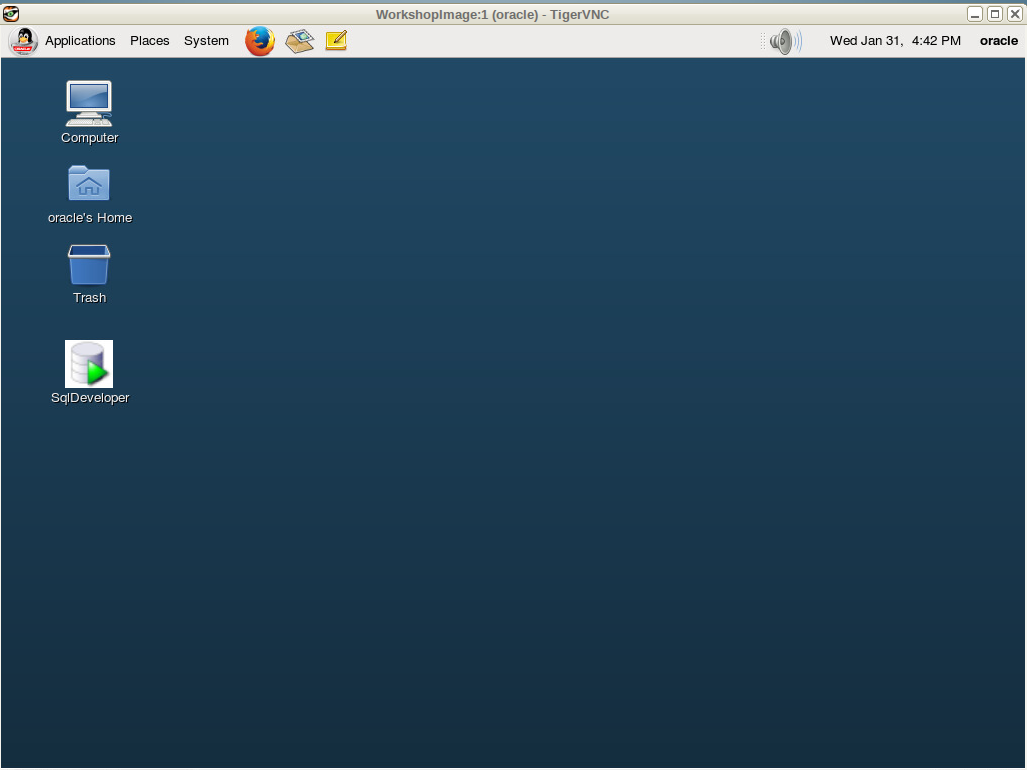 WorkshopImage:1 (oracle) - TigerVNC
Applications Places System Wed Jan 31, 4:42 PM oracle
Computer
oracle's Home
Trash
SqlDeveloper